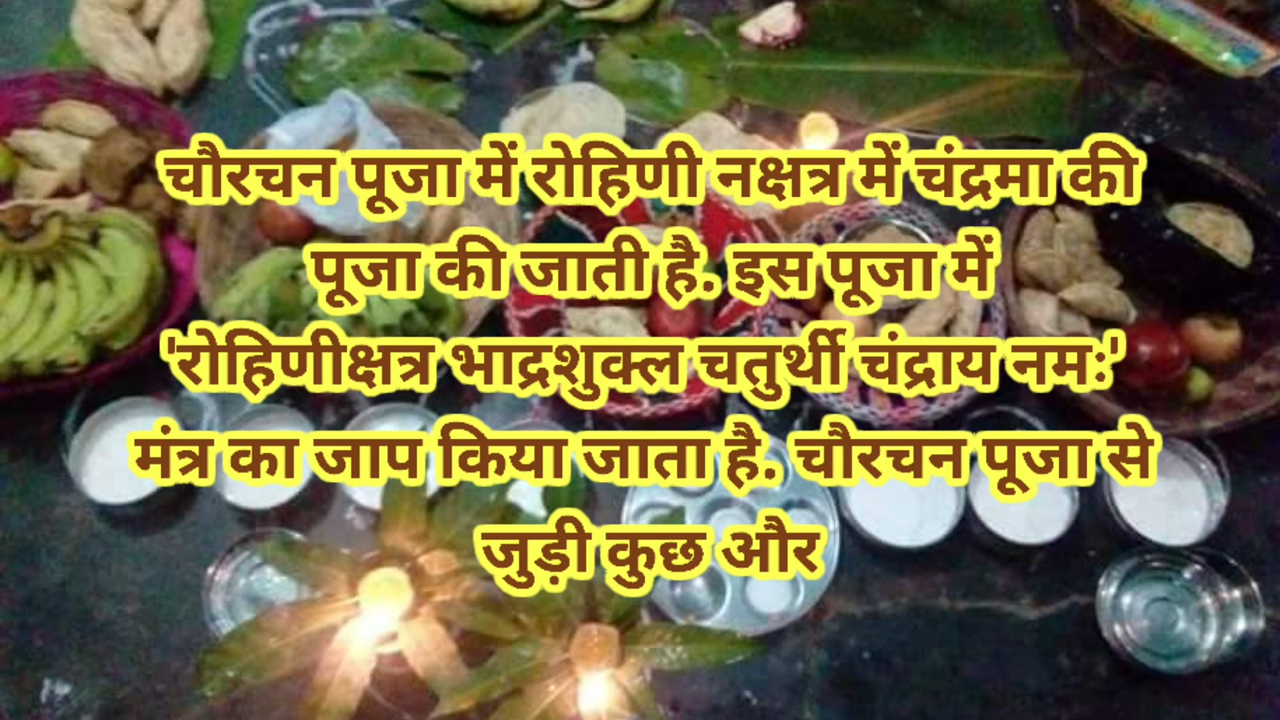 चौरचन पूजा में रोहिणी नक्षत्र में चंद्रमा की
पूजा की जाती है. इस पूजा में
'रोहिणीक्षत्र भाद्रशुक्ल चतुर्थी चंद्राय नमः'
मंत्र का जाप किया जाता है. चौरचन पूजा से
जुड़ी कुछ और